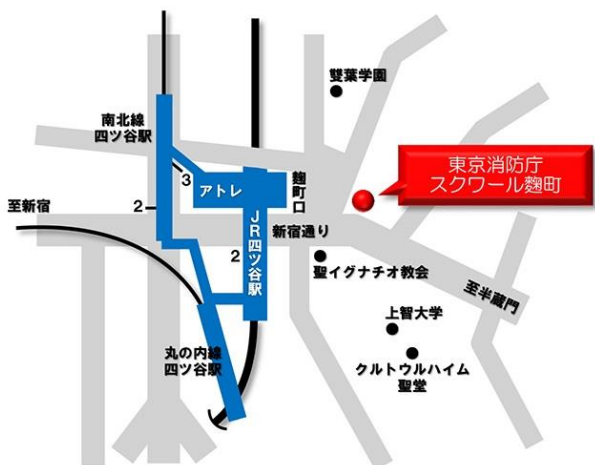 雙葉学園
南北線
四ツ谷駅
東京消防庁
スクワール麴町
3
アトレ
麴町口
至新宿
2
新宿通り
JR四ツ谷駅
2
聖イグナチオ教会
至半蔵門
上智大学
丸の内線
四ツ谷駅
クルトウルハイム
聖堂